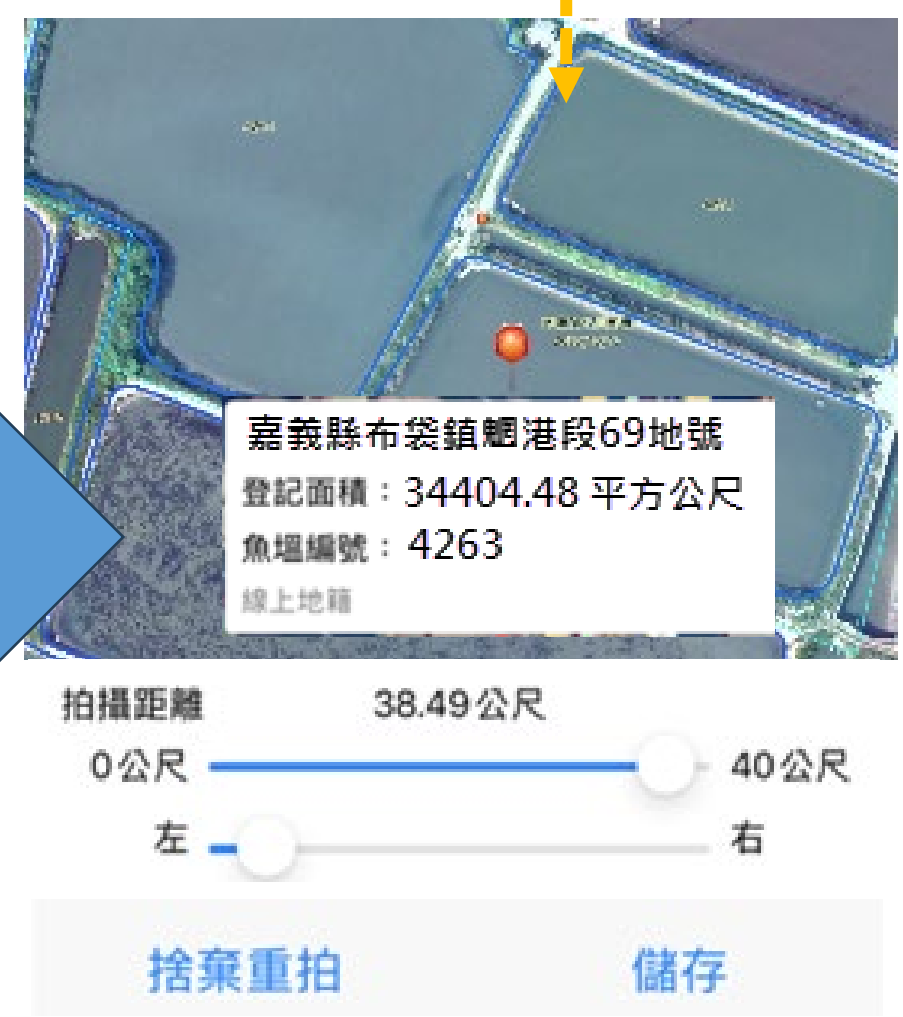 嘉義縣布袋鎮魍港段69地號
登記面積：34404.48 平方公尺
魚塭編號：4263
線上地籍
拍攝距離 38.49公尺
0公尺 40公尺
左 右
捨棄重拍 儲存